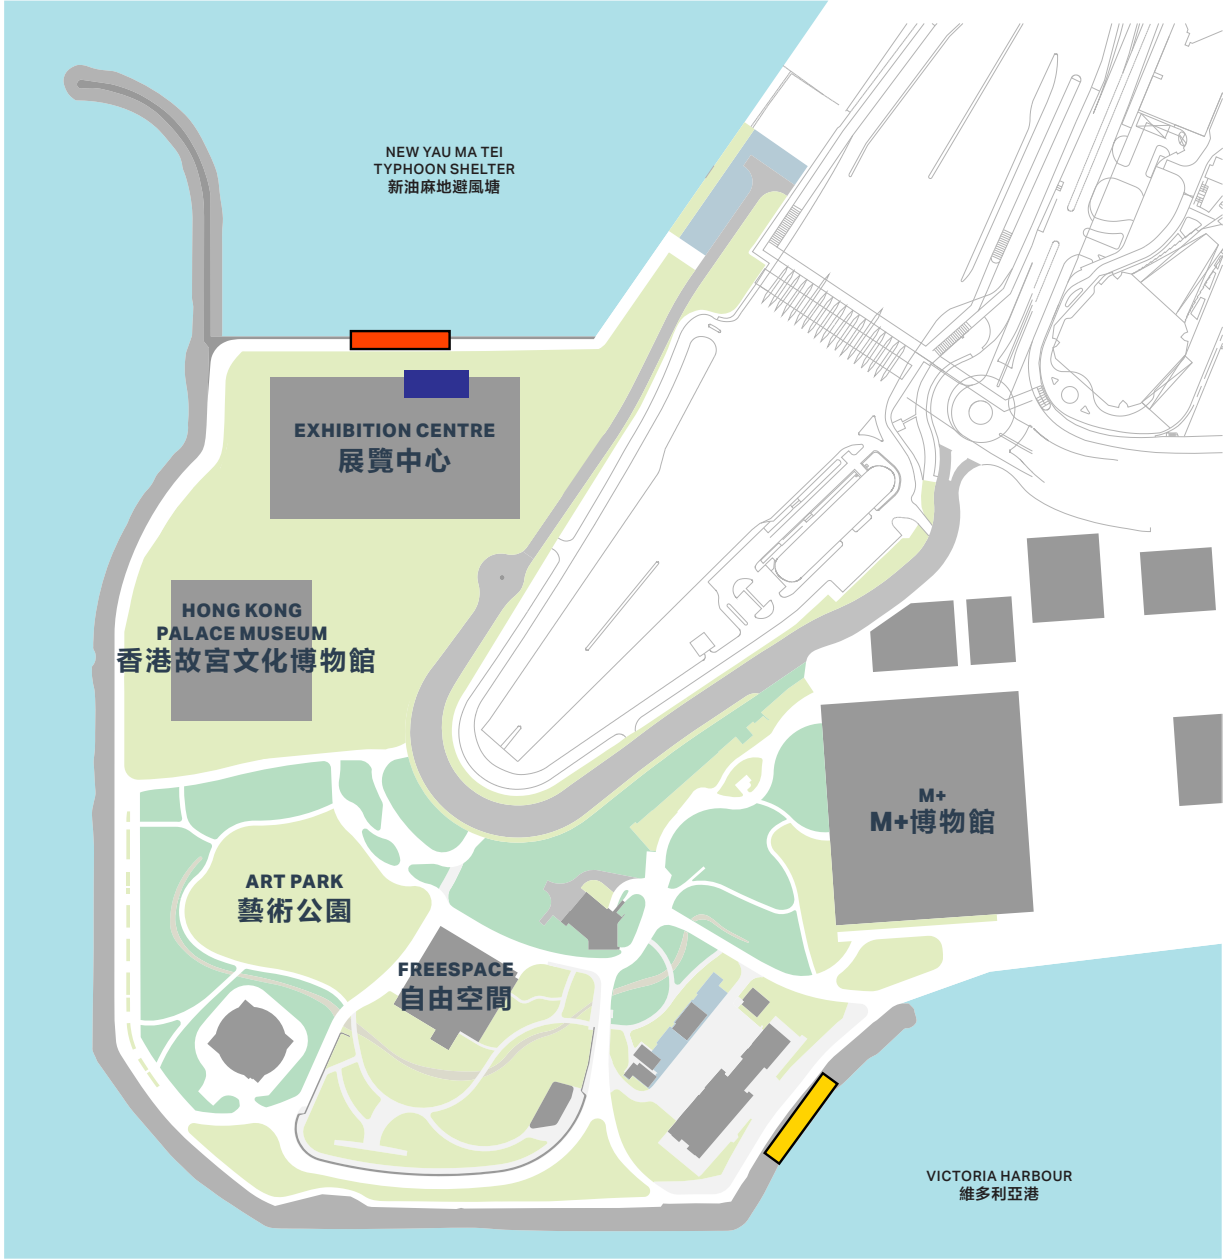 NEW YAU MA TEI
TYPHOON SHELTER
新油麻地避風塘
EXHIBITION CENTRE
展覽中心
HONG KONG
PALACE MUSEUM
香港故宮文化博物館
M+
M+博物館
ART PARK
藝術公園
FREESPACE
自由空間
VICTORIA HARBOUR
維多利亞港